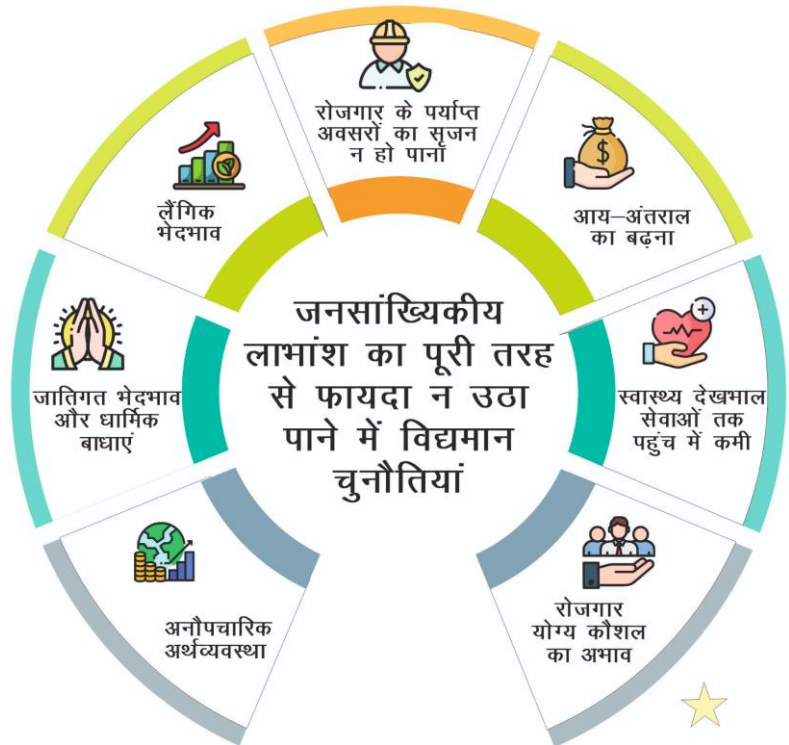 जनसांख्यिकीय
लाभांश का पूरी तरह
से फायदा न उठा
पाने में विद्यमान
चुनौतियां
अनौपचारिक
अर्थव्यवस्था
जातिगत भेदभाव
और धार्मिक
बाधाएं
लैंगिक
भेदभाव
रोजगार के पर्याप्त
अवसरों का सृजन
न हो पाना
आय–अंतराल
का बढ़ना
स्वास्थ्य देखभाल
सेवाओं तक
पहुंच में कमी
रोजगार
योग्य कौशल
का अभाव